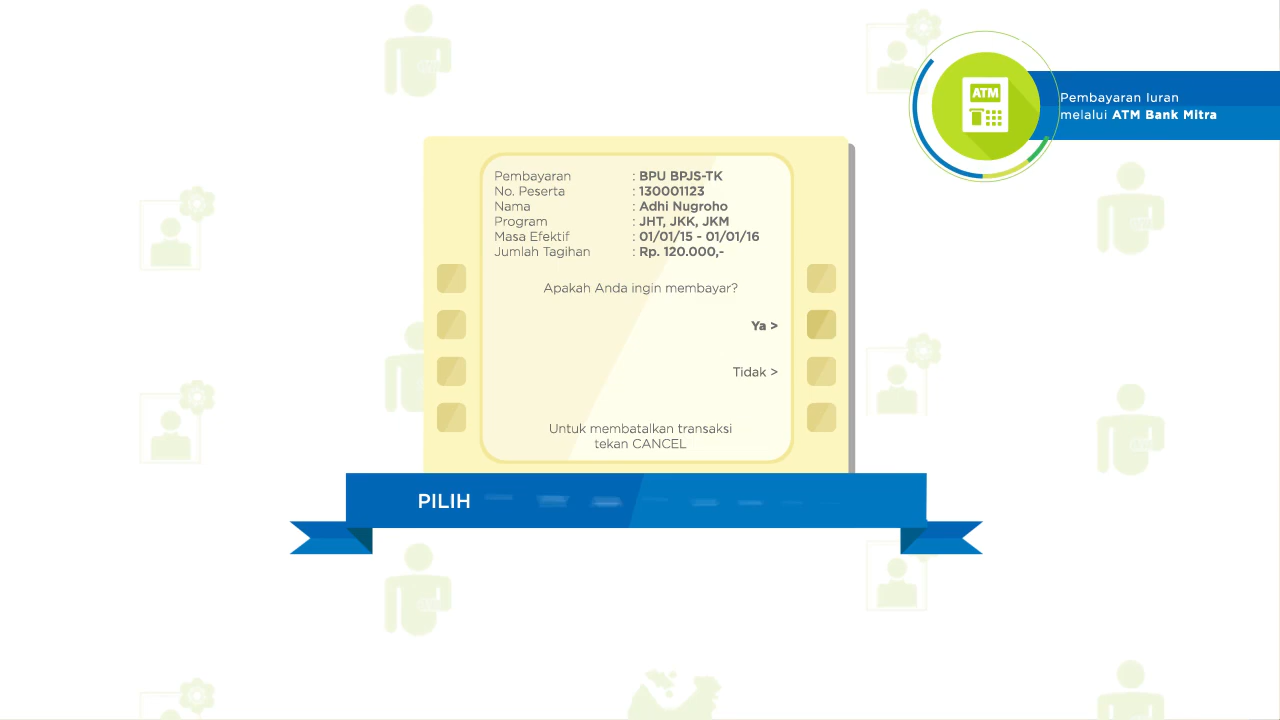 ATM
Pembayaran Iuran
melalui ATM Bank Mitra
Pembayaran : BPU BPJS-TK
No. Peserta : 130001123
Nama : Adhi Nugroho
Program : JHT, JKK, JKM
Masa Efektif : 01/01/15 - 01/01/16
Jumlah Tagihan : Rp. 120.000,-
Apakah Anda ingin membayar?
Ya >
Tidak >
Untuk membatalkan transaksi
tekan CANCEL
PILIH